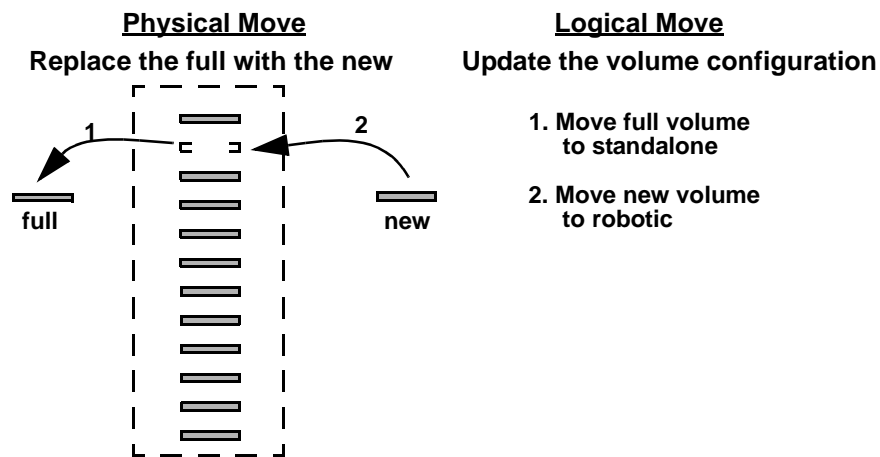 Physical Move
Replace the full with the new
1
2
full
new
Logical Move
Update the volume configuration
1. Move full volume
to standalone
2. Move new volume
to robotic